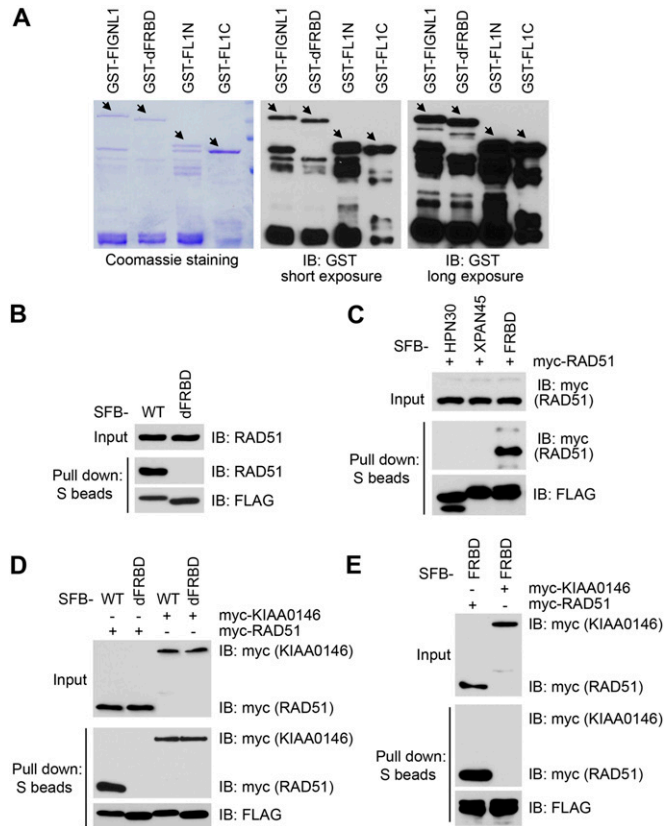 A
GST-FIGNL1
GST-dFRBD
GST-FL1N
GST-FL1C
GST-FIGNL1
GST-dFRBD
GST-FL1N
GST-FL1C
GST-FIGNL1
GST-dFRBD
GST-FL1N
GST-FL1C
Coomassie staining
IB: GST
short exposure
IB: GST
long exposure
B
SFB- WT dFRBD
Input
IB: RAD51
Pull down:
S beads
IB: RAD51
IB: FLAG
C
SFB- HPN30 XPAN45 FRBD
+ + + myc-RAD51
Input
IB: myc
(RAD51)
Pull down:
S beads
IB: myc
(RAD51)
IB: FLAG
D
SFB- WT dFRBD WT dFRBD
- - + + myc-KIAA0146
+ + - - myc-RAD51
Input
IB: myc (KIAA0146)
IB: myc (RAD51)
Pull down:
S beads
IB: myc (KIAA0146)
IB: myc (RAD51)
IB: FLAG
E
SFB- FRBD FRBD
- + myc-KIAA0146
+ - myc-RAD51
Input
IB: myc (KIAA0146)
IB: myc (RAD51)
Pull down:
S beads
IB: myc (KIAA0146)
IB: myc (RAD51)
IB: FLAG